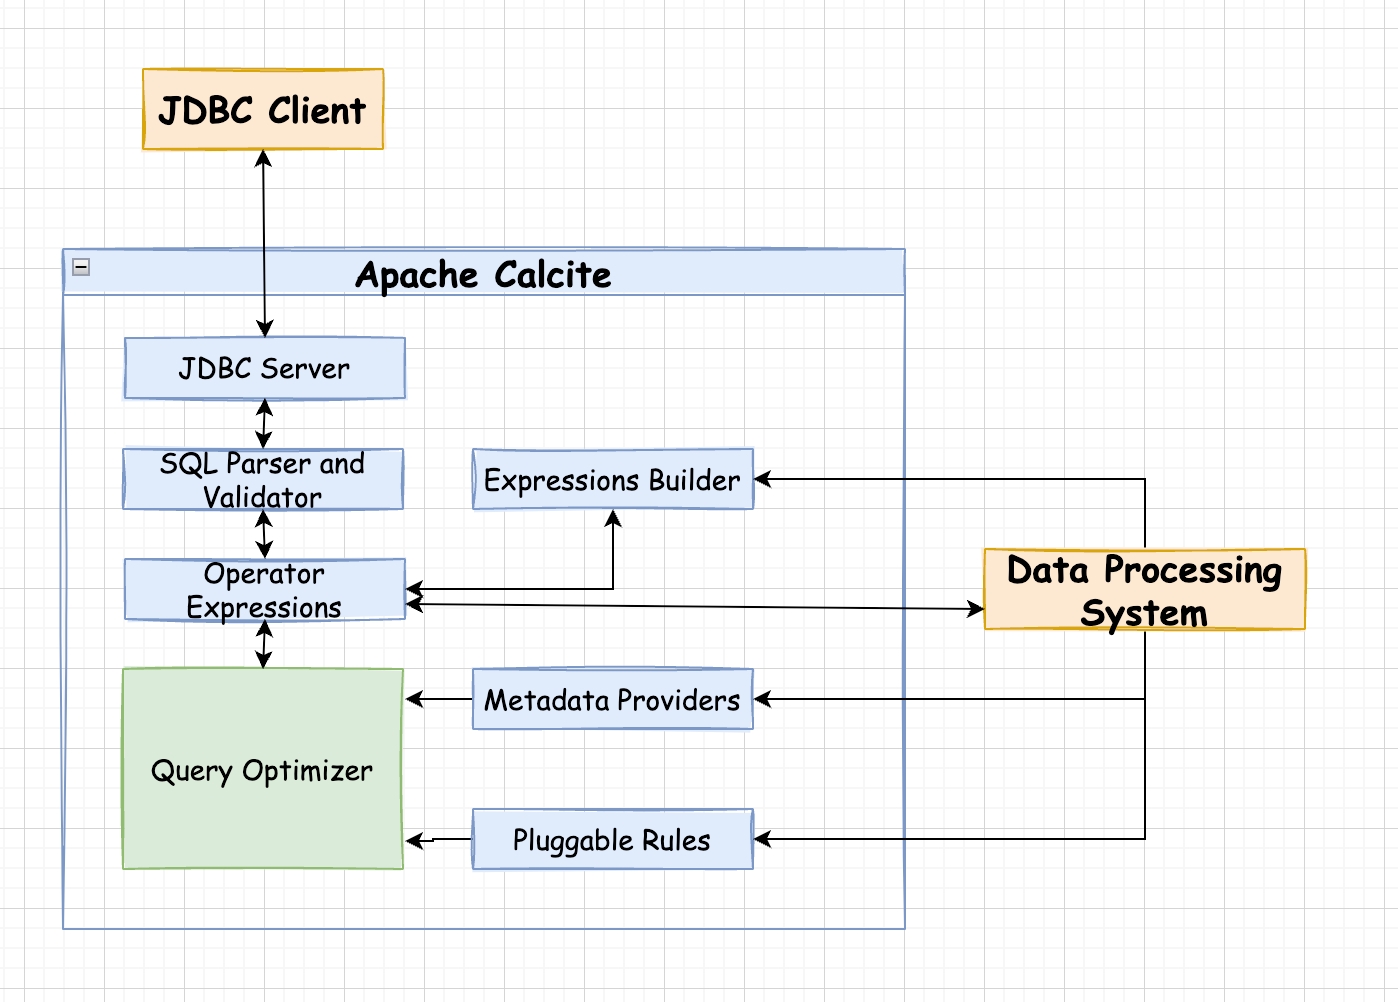 JDBC Client
Apache Calcite
JDBC Server
SQL Parser and
Validator
Expressions Builder
Operator
Expressions
Data Processing
System
Metadata Providers
Query Optimizer
Pluggable Rules